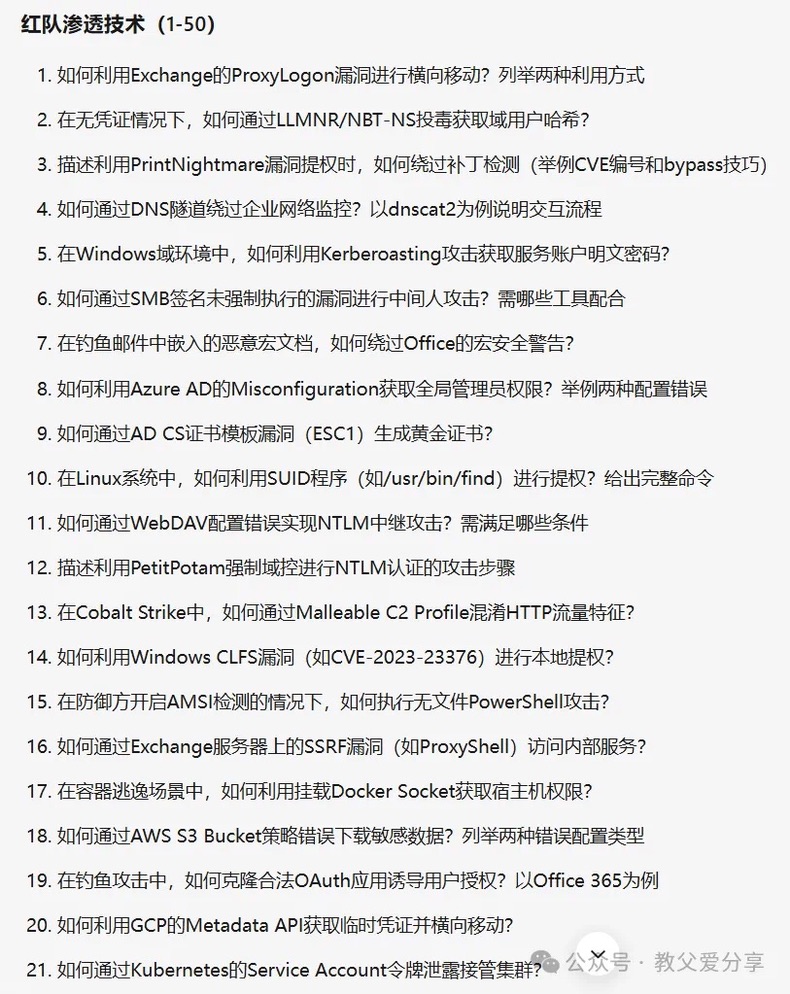 红队渗透技术（1-50）
1. 如何利用Exchange的ProxyLogon漏洞进行横向移动？列举两种利用方式
2. 在无凭证情况下，如何通过LLMNR/NBT-NS投毒获取域用户哈希？
3. 描述利用PrintNightmare漏洞提权时，如何绕过补丁检测（举例CVE编号和bypass技巧）
4. 如何通过DNS隧道绕过企业网络监控？以dnscat2为例说明交互流程
5. 在Windows域环境中，如何利用Kerberoasting攻击获取服务账户明文密码？
6. 如何通过SMB签名未强制执行的漏洞进行中间人攻击？需哪些工具配合
7. 在钓鱼邮件中嵌入的恶意宏文档，如何绕过Office的宏安全警告？
8. 如何利用Azure AD的Misconfiguration获取全局管理员权限？举例两种配置错误
9. 如何通过AD CS证书模板漏洞（ESC1）生成黄金证书？
10. 在Linux系统中，如何利用SUID程序（如/usr/bin/find）进行提权？给出完整命令
11. 如何通过WebDAV配置错误实现NTLM中继攻击？需满足哪些条件
12. 描述利用PetitPotam强制域控进行NTLM认证的攻击步骤
13. 在Cobalt Strike中，如何通过Malleable C2 Profile混淆HTTP流量特征？
14. 如何利用Windows CLFS漏洞（如CVE-2023-23376）进行本地提权？
15. 在防御方开启AMSI检测的情况下，如何执行无文件PowerShell攻击？
16. 如何通过Exchange服务器上的SSRF漏洞（如ProxyShell）访问内部服务？
17. 在容器逃逸场景中，如何利用挂载Docker Socket获取宿主机权限？
18. 如何通过AWS S3 Bucket策略错误下载敏感数据？列举两种错误配置类型
19. 在钓鱼攻击中，如何克隆合法OAuth应用诱导用户授权？以Office 365为例
20. 如何利用GCP的Metadata API获取临时凭证并横向移动？
21. 如何通过Kubernetes的Service Account令牌泄露接管集群？
公众号 · 教父爱分享